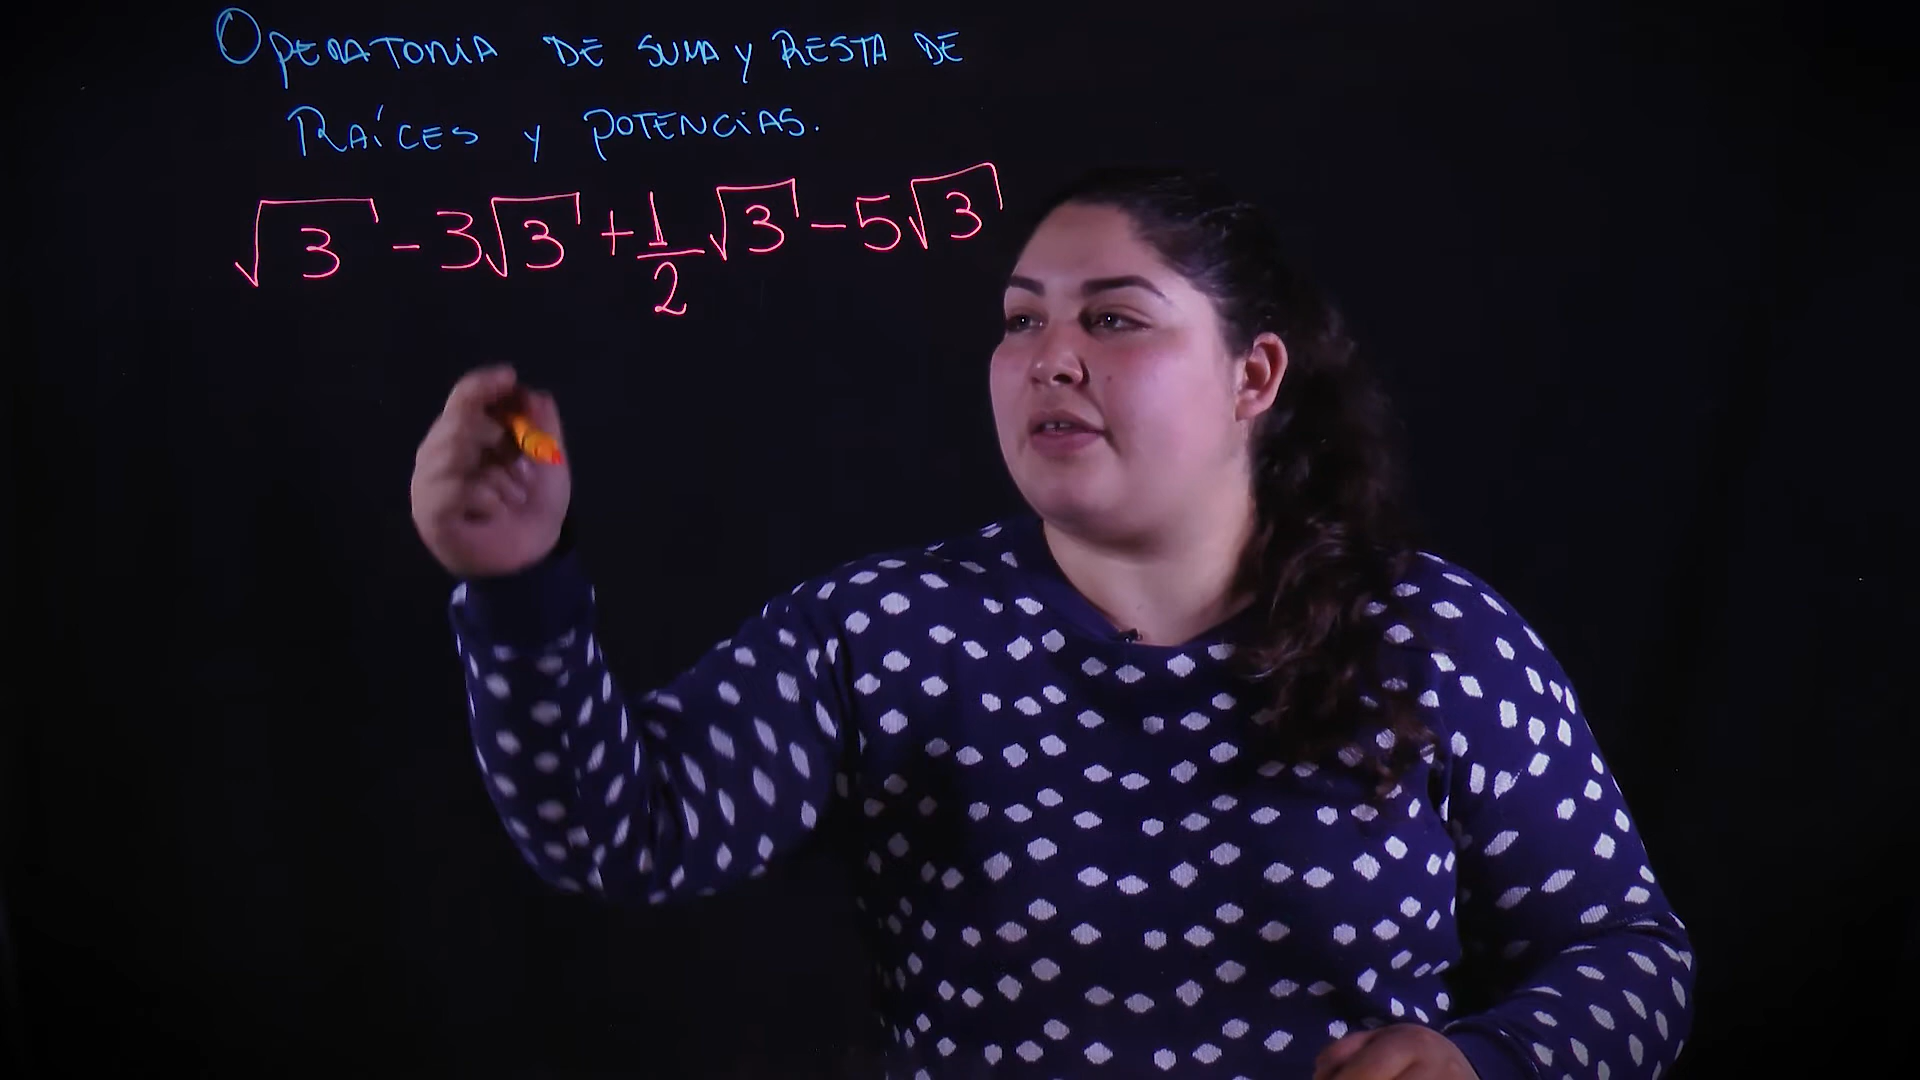 OPERATORIA DE SUMA Y RESTA DE
RAÍCES Y POTENCIAS.
√3 - 3√3 + 1/2 √3 - 5√3